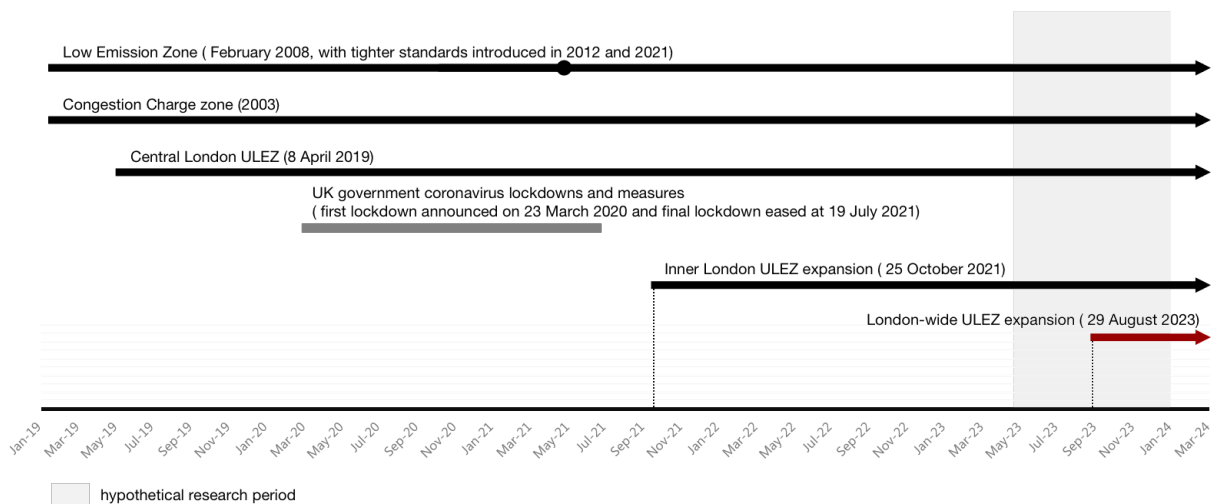 Low Emission Zone ( February 2008, with tighter standards introduced in 2012 and 2021)
Congestion Charge zone (2003)
Central London ULEZ (8 April 2019)
UK government coronavirus lockdowns and measures
( first lockdown announced on 23 March 2020 and final lockdown eased at 19 July 2021)
Inner London ULEZ expansion ( 25 October 2021)
London-wide ULEZ expansion ( 29 August 2023)
Jan-19 Mar-19 May-19 Jul-19 Sep-19 Nov-19 Jan-20 Mar-20 May-20 Jul-20 Sep-20 Nov-20 Jan-21 Mar-21 May-21 Jul-21 Sep-21 Nov-21 Jan-22 Mar-22 May-22 Jul-22 Sep-22 Nov-22 Jan-23 Mar-23 May-23 Jul-23 Sep-23 Nov-23 Jan-24 Mar-24
hypothetical research period